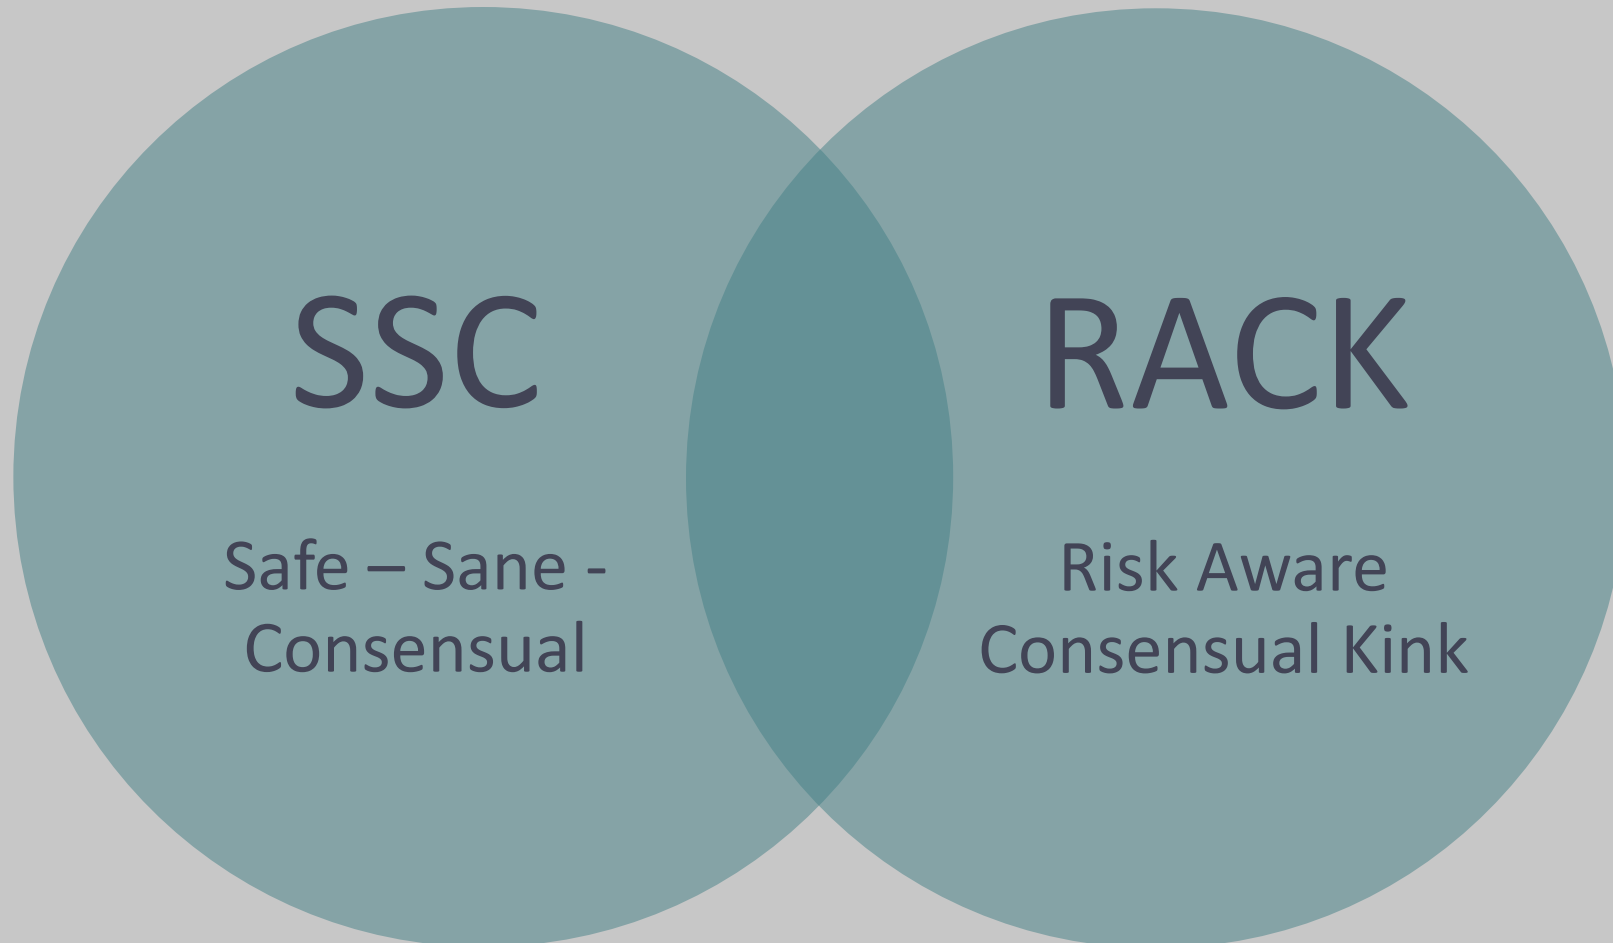 SSC
Safe – Sane -
Consensual
RACK
Risk Aware
Consensual Kink